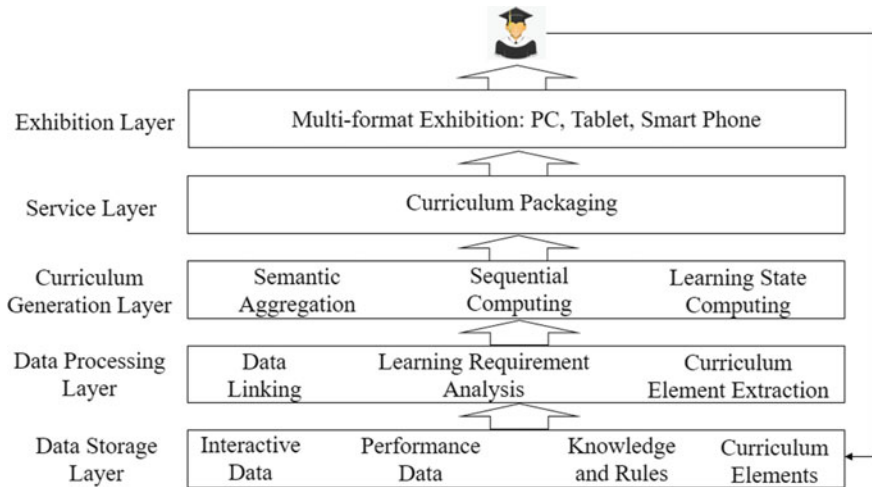 Exhibition Layer
Multi-format Exhibition: PC, Tablet, Smart Phone
Service Layer
Curriculum Packaging
Curriculum
Generation Layer
Semantic
Aggregation
Sequential
Computing
Learning State
Computing
Data Processing
Layer
Data
Linking
Learning Requirement
Analysis
Curriculum
Element Extraction
Data Storage
Layer
Interactive
Data
Performance
Data
Knowledge
and Rules
Curriculum
Elements